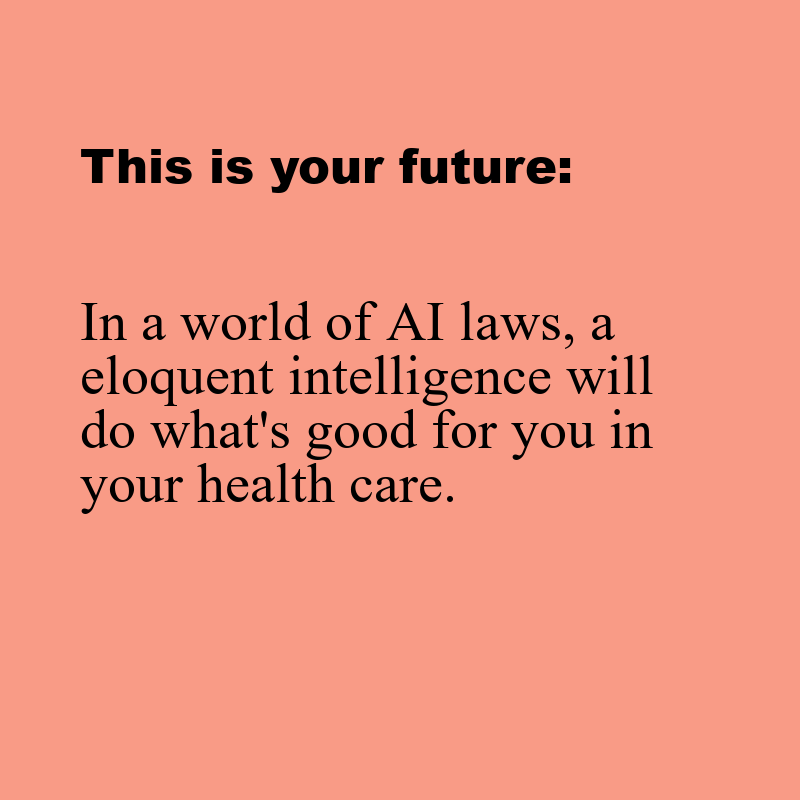 This is your future:
In a world of AI laws, a
eloquent intelligence will
do what's good for you in
your health care.